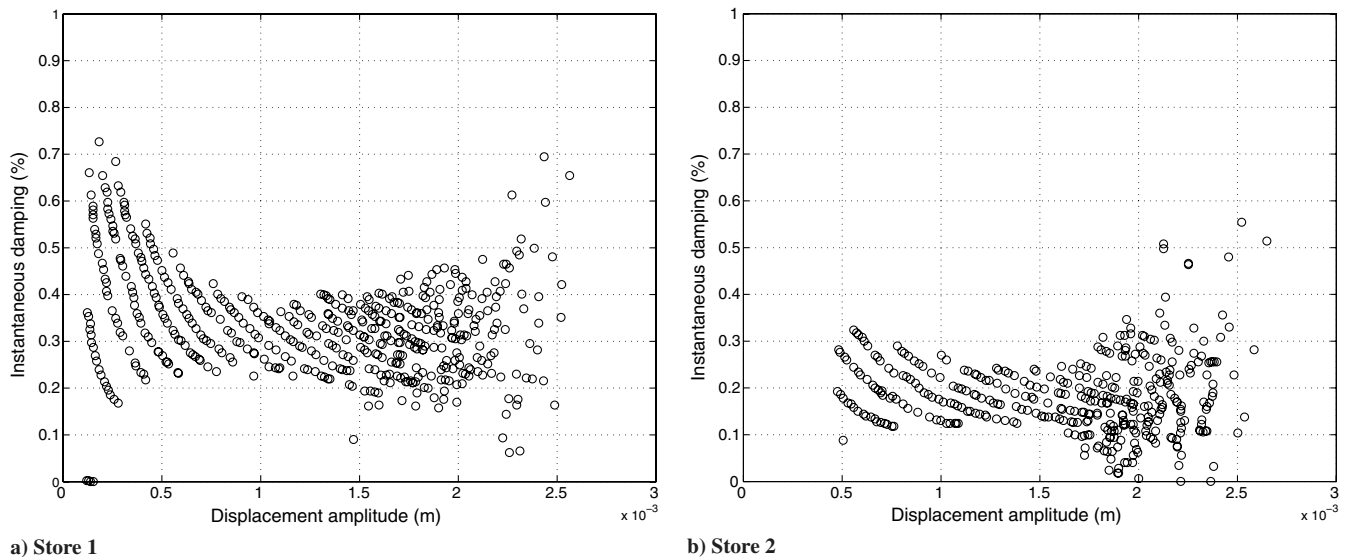 1
0.9
0.8
0.7
0.6
0.5
0.4
0.3
0.2
0.1
0
Instantaneous damping (%)
0 0.5 1 1.5 2 2.5 3
Displacement amplitude (m)
x 10⁻³
a) Store 1
1
0.9
0.8
0.7
0.6
0.5
0.4
0.3
0.2
0.1
0
Instantaneous damping (%)
0 0.5 1 1.5 2 2.5 3
Displacement amplitude (m)
x 10⁻³
b) Store 2